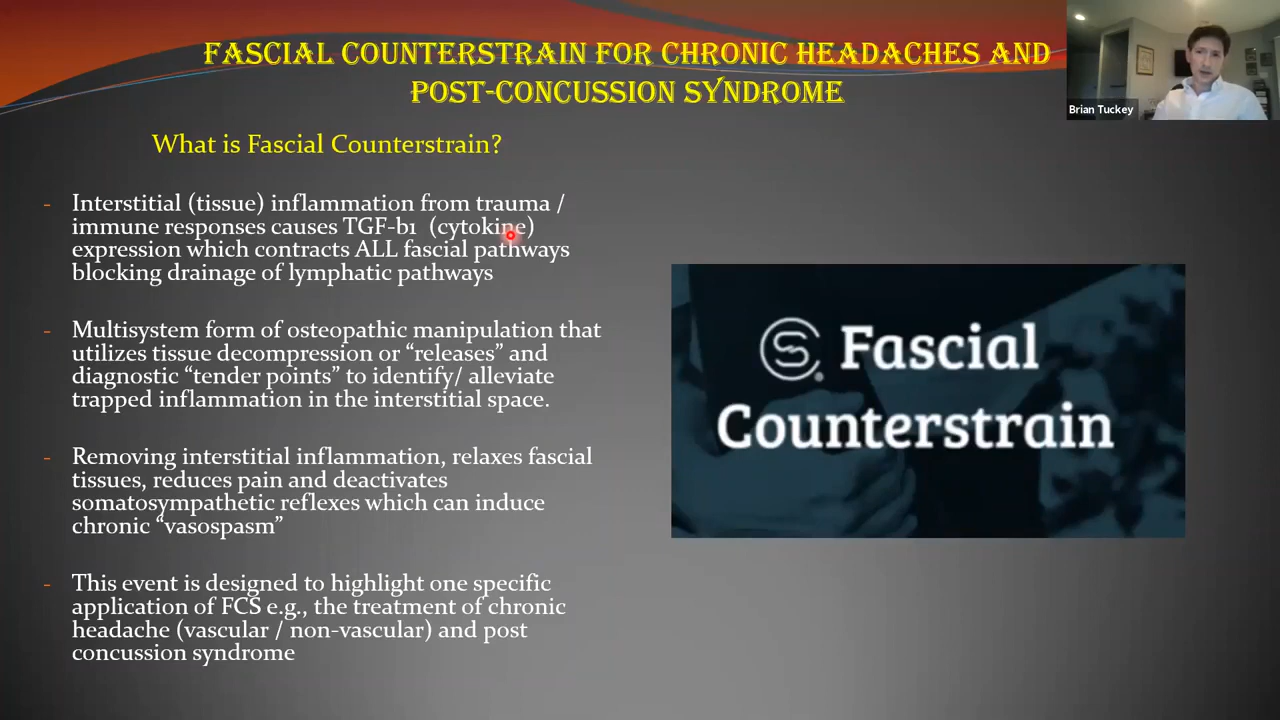 FASCIAL COUNTERSTRAIN FOR CHRONIC HEADACHES AND
POST-CONCUSSION SYNDROME
Brian Tuckey
What is Fascial Counterstrain?
- Interstitial (tissue) inflammation from trauma /
immune responses causes TGF-b1 (cytokine)
expression which contracts ALL fascial pathways
blocking drainage of lymphatic pathways
- Multisystem form of osteopathic manipulation that
utilizes tissue decompression or “releases” and
diagnostic “tender points” to identify/ alleviate
trapped inflammation in the interstitial space.
- Removing interstitial inflammation, relaxes fascial
tissues, reduces pain and deactivates
somatosympathetic reflexes which can induce
chronic “vasospasm”
- This event is designed to highlight one specific
application of FCS e.g., the treatment of chronic
headache (vascular / non-vascular) and post
concussion syndrome
Fascial
Counterstrain